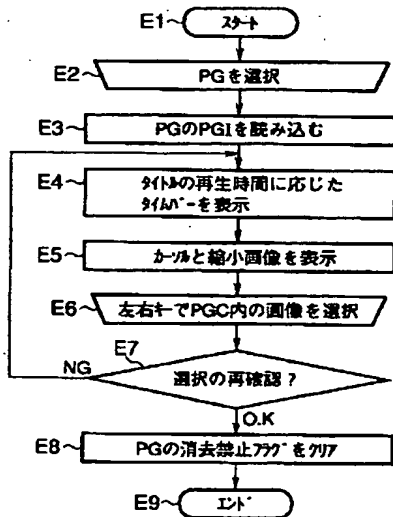 E1 スタート
E2 PGを選択
E3 PGのPGIを読み込む
E4 タイトルの再生時間に応じた
タイムバーを表示
E5 カーソルと縮小画像を表示
E6 左右キーでPGC内の画像を選択
E7
選択の再確認?
NG
O.K
E8 PGの消去禁止フラグをクリア
E9 エンド